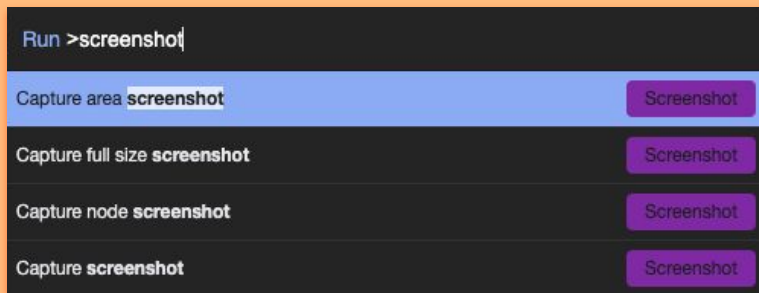 Run >screenshot
Capture area screenshot Screenshot
Capture full size screenshot Screenshot
Capture node screenshot Screenshot
Capture screenshot Screenshot